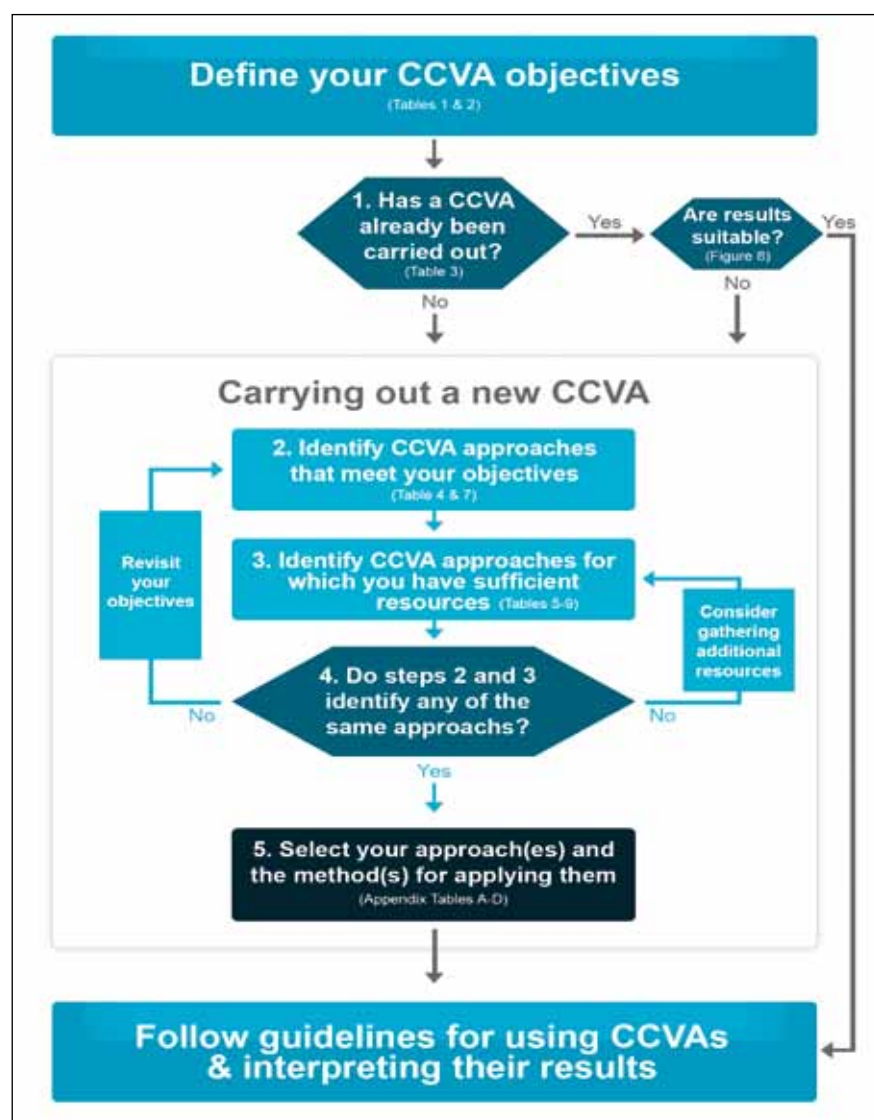 Define your CCVA objectives
(Tables 1 & 2)
1. Has a CCVA
already been
carried out?
(Table 3)
Yes
Are results
suitable?
(Figure 8)
Yes
No
No
Carrying out a new CCVA
2. Identify CCVA approaches
that meet your objectives
(Table 4 & 7)
Revisit
your
objectives
3. Identify CCVA approaches for
which you have sufficient
resources (Tables 5-9)
Consider
gathering
additional
resources
4. Do steps 2 and 3
identify any of the
same approachs?
No
No
Yes
5. Select your approach(es) and
the method(s) for applying them
(Appendix Tables A-D)
Follow guidelines for using CCVAs
& interpreting their results